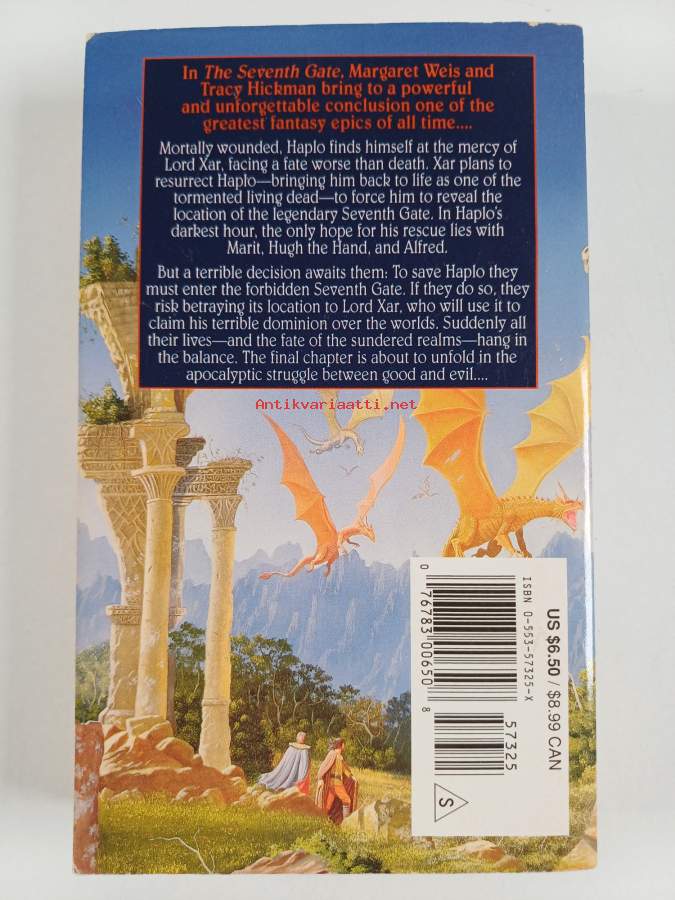 In The Seventh Gate, Margaret Weis and
Tracy Hickman bring to a powerful
and unforgettable conclusion one of the
greatest fantasy epics of all time....
Mortally wounded, Haplo finds himself at the mercy of
Lord Xar, facing a fate worse than death. Xar plans to
resurrect Haplo—bringing him back to life as one of the
tormented living dead—to force him to reveal the
location of the legendary Seventh Gate. In Haplo's
darkest hour, the only hope for his rescue lies with
Marit, Hugh the Hand, and Alfred.
But a terrible decision awaits them: To save Haplo they
must enter the forbidden Seventh Gate. If they do so, they
risk betraying its location to Lord Xar, who will use it to
claim his terrible dominion over the worlds. Suddenly all
their lives—and the fate of the sundered realms—hang in
the balance. The final chapter is about to unfold in the
apocalyptic struggle between good and evil....
Antikvariaatti.net
US $6.50 / $8.99 CAN
ISBN 0-553-57325-X
0 76783 00650 8
57325
S